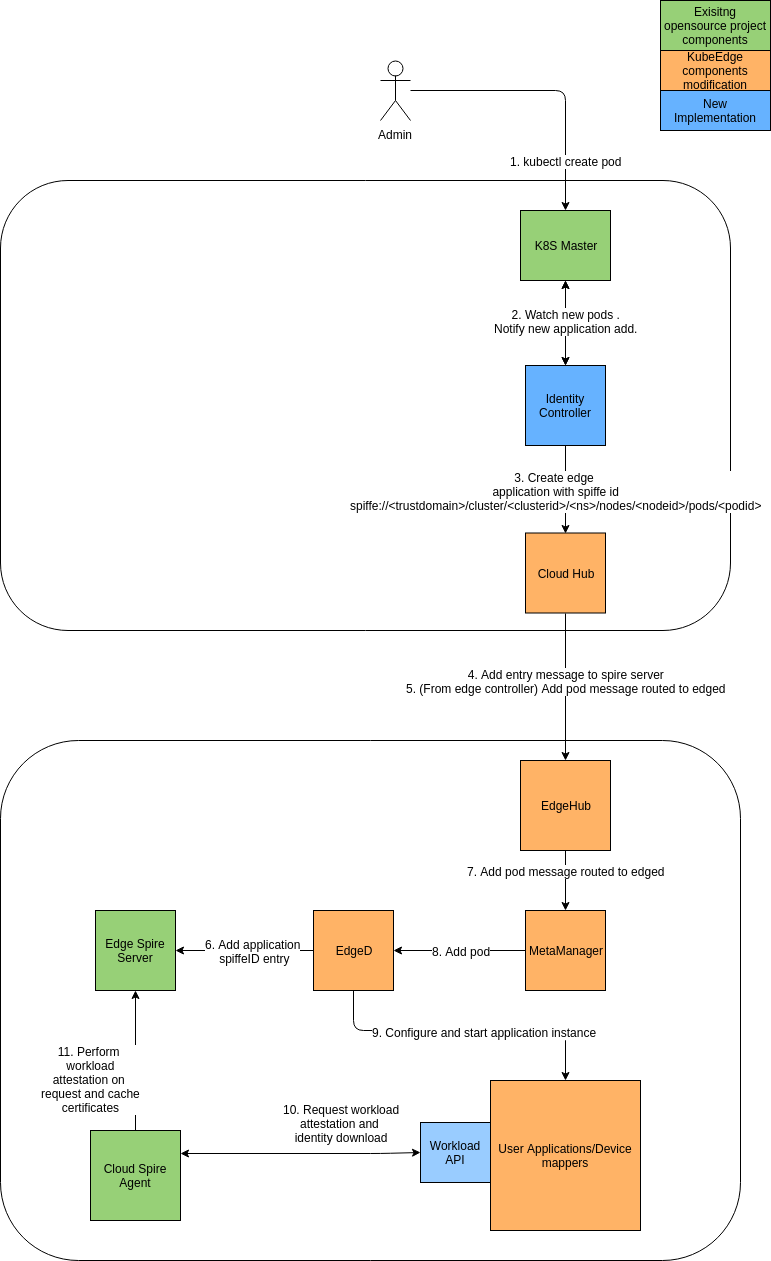 Exisitng
opensource project
components
KubeEdge
components
modification
New
Implementation
Admin
1. kubectl create pod
K8S Master
2. Watch new pods .
Notify new application add.
Identity
Controller
3. Create edge
application with spiffe id
spiffe://<trustdomain>/cluster/<clusterid>/<ns>/nodes/<nodeid>/pods/<podid>
Cloud Hub
4. Add entry message to spire server
5. (From edge controller) Add pod message routed to edged
EdgeHub
7. Add pod message routed to edged
Edge Spire
Server
6. Add application
spiffeID entry
EdgeD
8. Add pod
MetaManager
9. Configure and start application instance
11. Perform
workload
attestation on
request and cache
certificates
10. Request workload
attestation and
identity download
Workload
API
User Applications/Device
mappers
Cloud Spire
Agent